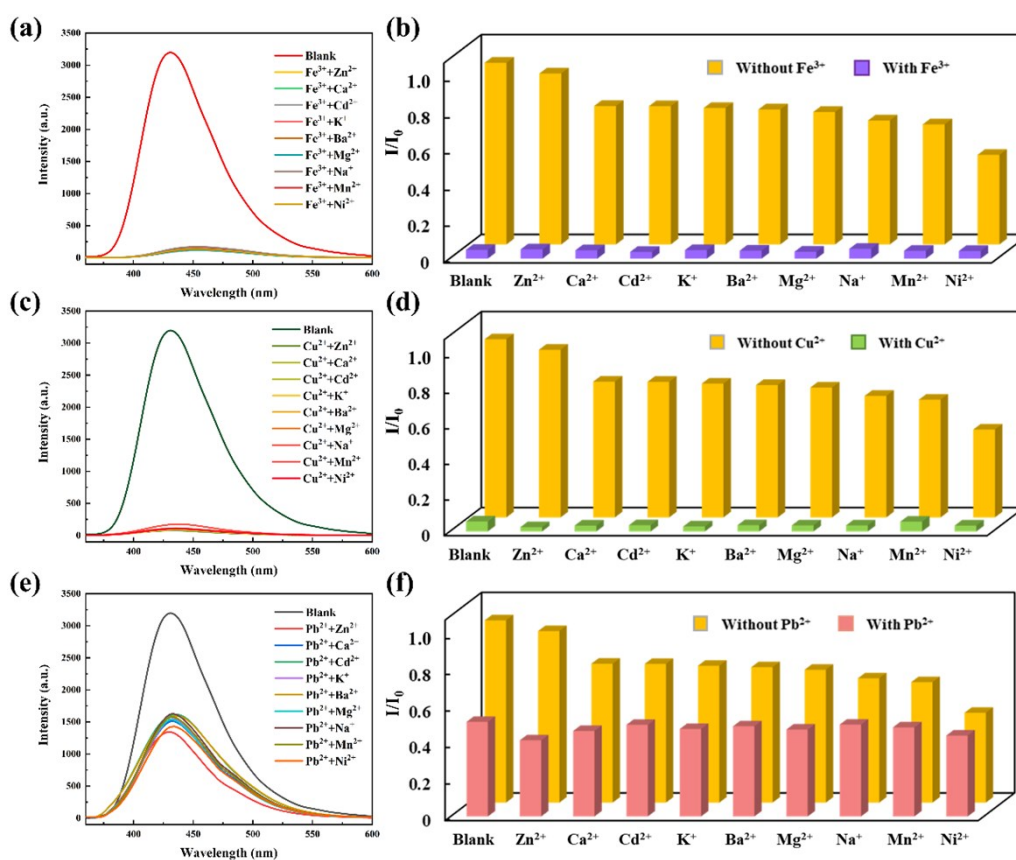 (a)
3500
3000
2500
2000
1500
1000
500
0
Intensity (a.u.)
400 450 500 550 600
Wavelength (nm)
Blank
Fe³⁺+Zn²⁺
Fe³⁺+Ca²⁺
Fe³⁺+Cd²⁺
Fe³⁺+K⁺
Fe³⁺+Ba²⁺
Fe³⁺+Mg²⁺
Fe³⁺+Na⁺
Fe³⁺+Mn²⁺
Fe³⁺+Ni²⁺
(b)
Without Fe³⁺ With Fe³⁺
1.0
0.8
0.6
0.4
0.2
0
I/I₀
Blank Zn²⁺ Ca²⁺ Cd²⁺ K⁺ Ba²⁺ Mg²⁺ Na⁺ Mn²⁺ Ni²⁺
(c)
3500
3000
2500
2000
1500
1000
500
0
Intensity (a.u.)
400 450 500 550 600
Wavelength (nm)
Blank
Cu²⁺+Zn²⁺
Cu²⁺+Ca²⁺
Cu²⁺+Cd²⁺
Cu²⁺+K⁺
Cu²⁺+Ba²⁺
Cu²⁺+Mg²⁺
Cu²⁺+Na⁺
Cu²⁺+Mn²⁺
Cu²⁺+Ni²⁺
(d)
Without Cu²⁺ With Cu²⁺
1.0
0.8
0.6
0.4
0.2
0
I/I₀
Blank Zn²⁺ Ca²⁺ Cd²⁺ K⁺ Ba²⁺ Mg²⁺ Na⁺ Mn²⁺ Ni²⁺
(e)
3500
3000
2500
2000
1500
1000
500
0
Intensity (a.u.)
400 450 500 550 600
Wavelength (nm)
Blank
Pb²⁺+Zn²⁺
Pb²⁺+Ca²⁺
Pb²⁺+Cd²⁺
Pb²⁺+K⁺
Pb²⁺+Ba²⁺
Pb²⁺+Mg²⁺
Pb²⁺+Na⁺
Pb²⁺+Mn²⁺
Pb²⁺+Ni²⁺
(f)
Without Pb²⁺ With Pb²⁺
1.0
0.8
0.6
0.4
0.2
0
I/I₀
Blank Zn²⁺ Ca²⁺ Cd²⁺ K⁺ Ba²⁺ Mg²⁺ Na⁺ Mn²⁺ Ni²⁺